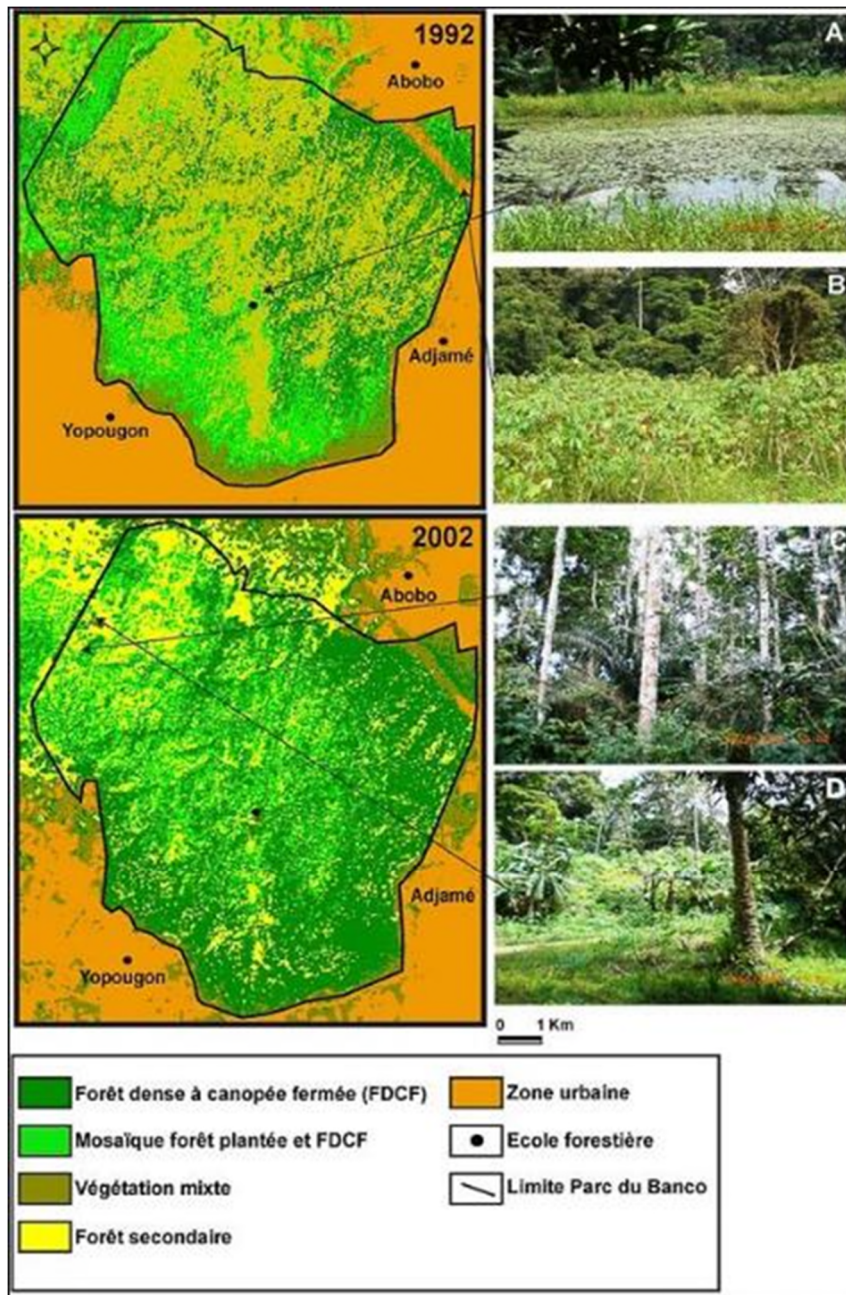 1992
Abobo
Adjamé
Yopougon
A
B
2002
Abobo
Adjamé
Yopougon
C
D
0 1 Km
Forêt dense à canopée fermée (FDCF)
Mosaïque forêt plantée et FDCF
Végétation mixte
Forêt secondaire
Zone urbaine
Ecole forestière
Limite Parc du Banco